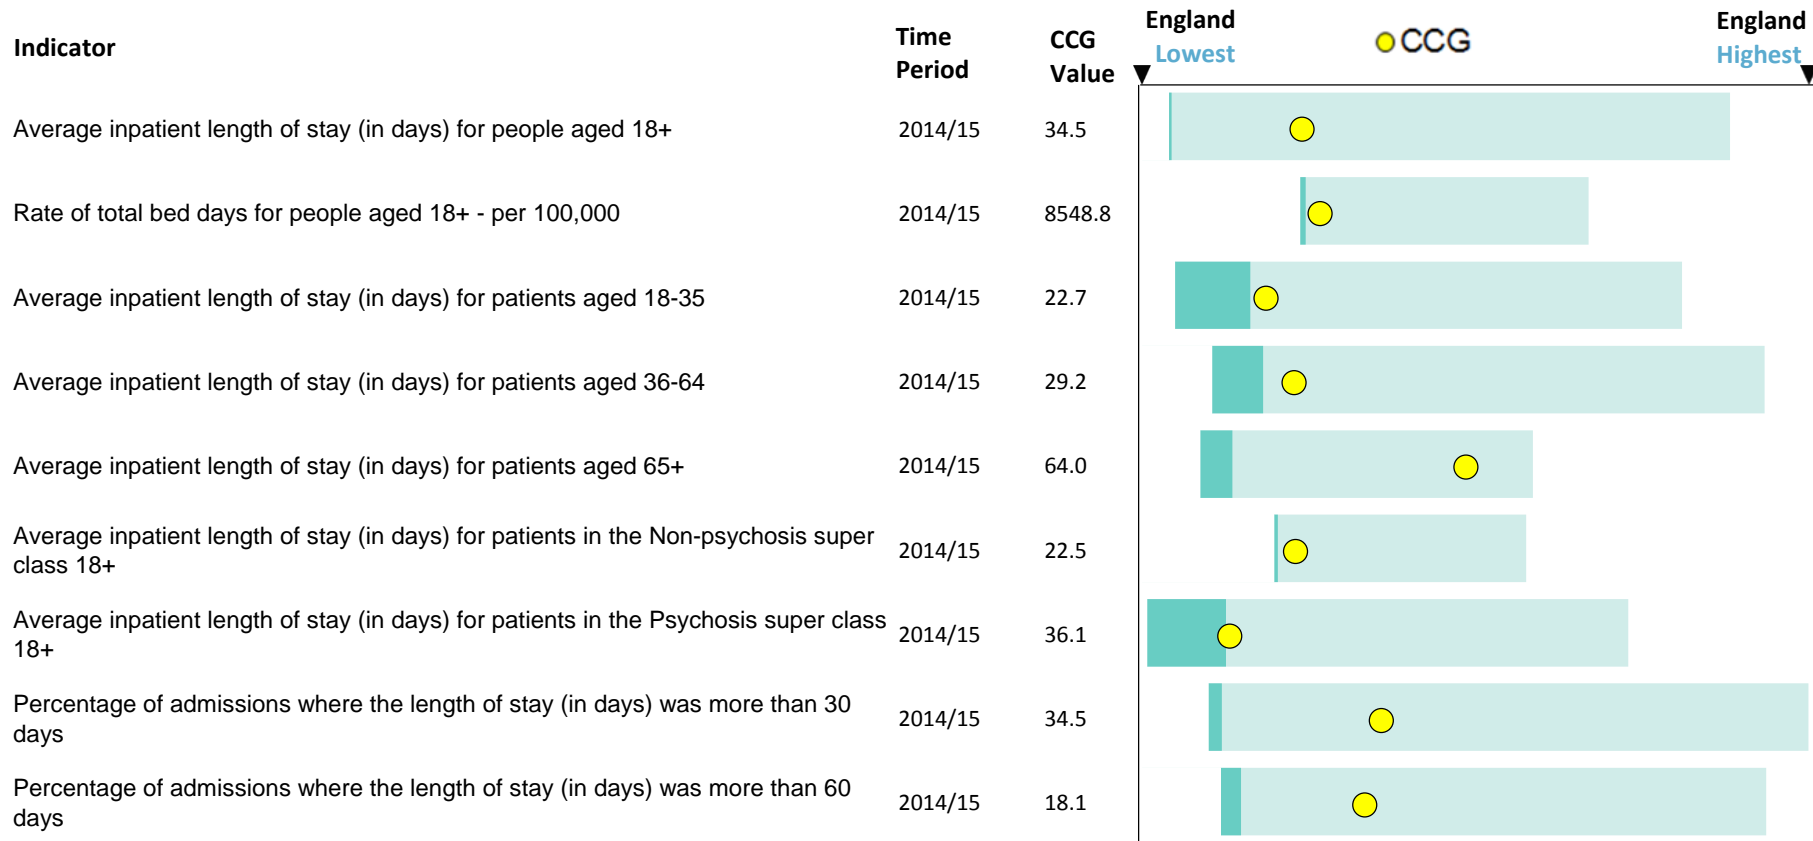 Indicator
Time
Period
CCG
Value
England
Lowest
CCG
England
Highest
Average inpatient length of stay (in days) for people aged 18+ 2014/15 34.5
Rate of total bed days for people aged 18+ - per 100,000 2014/15 8548.8
Average inpatient length of stay (in days) for patients aged 18-35 2014/15 22.7
Average inpatient length of stay (in days) for patients aged 36-64 2014/15 29.2
Average inpatient length of stay (in days) for patients aged 65+ 2014/15 64.0
Average inpatient length of stay (in days) for patients in the Non-psychosis super
class 18+
2014/15 22.5
Average inpatient length of stay (in days) for patients in the Psychosis super class
18+
2014/15 36.1
Percentage of admissions where the length of stay (in days) was more than 30
days
2014/15 34.5
Percentage of admissions where the length of stay (in days) was more than 60
days
2014/15 18.1